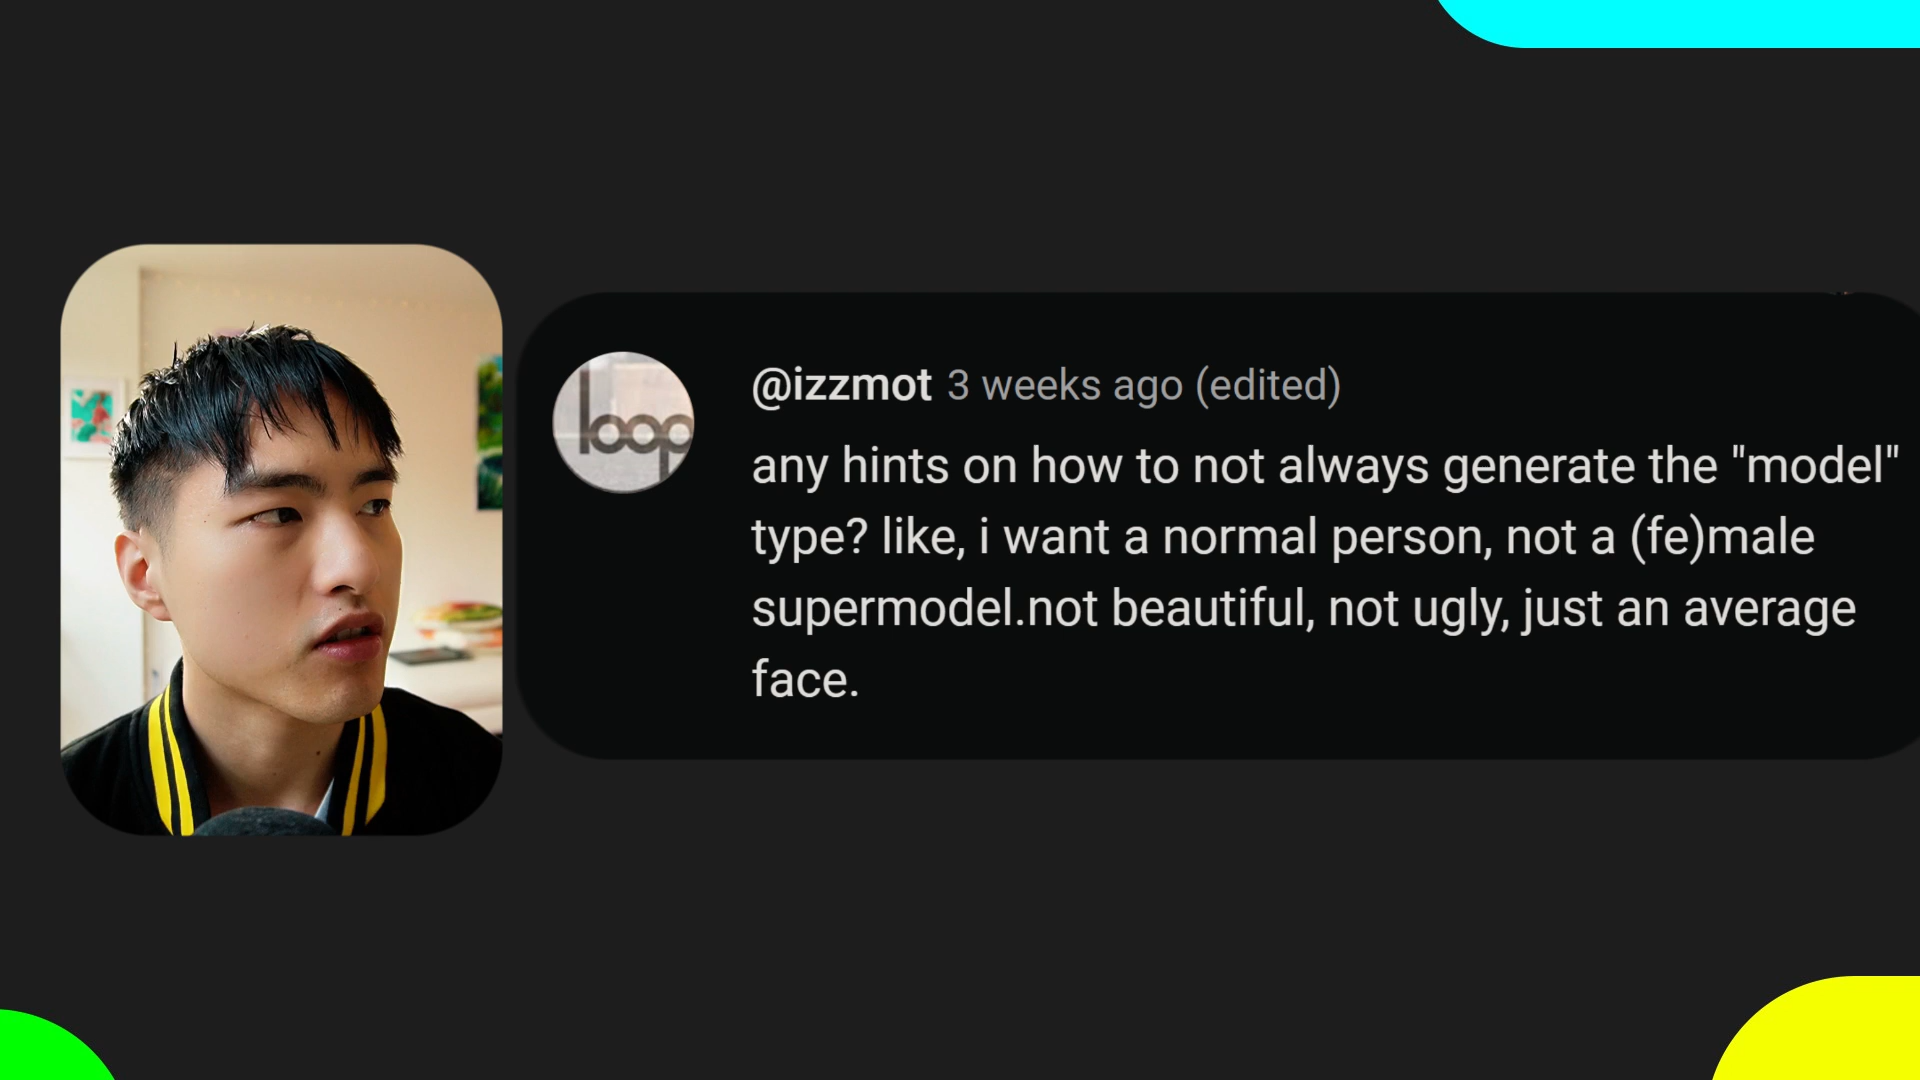 loop
@izzmot 3 weeks ago (edited)
any hints on how to not always generate the "model"
type? like, i want a normal person, not a (fe)male
supermodel.not beautiful, not ugly, just an average
face.